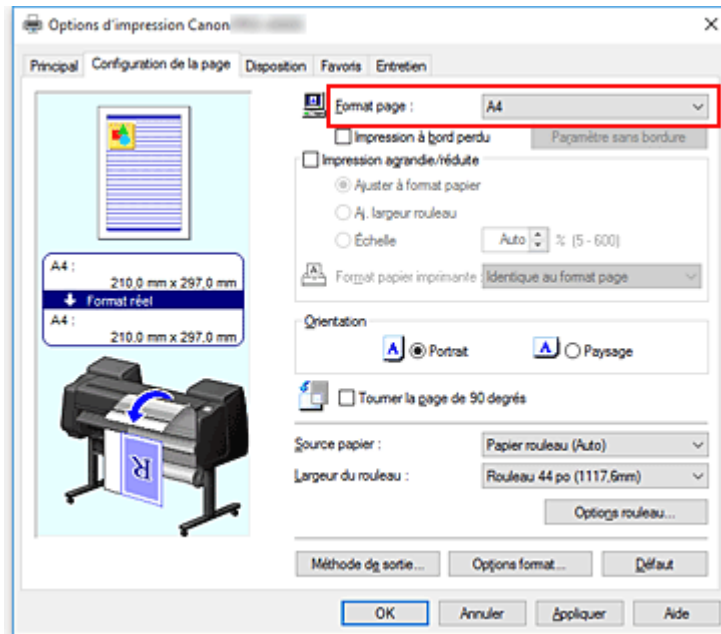 Options d'impression Canon
Principal Configuration de la page Disposition Favoris Entretien
Format page : A4
Impression à bord perdu Paramètre sans bordure
Impression agrandie/réduite
Ajuster à format papier
Aj. largeur rouleau
Échelle Auto % (5 - 600)
Format papier imprimante : Identique au format page
A4 :
210,0 mm x 297,0 mm
Format réel
A4 :
210.0 mm x 297.0 mm
Orientation
A Portrait A Paysage
Tourner la page de 90 degrés
Source papier : Papier rouleau (Auto)
Largeur du rouleau : Rouleau 44 po (1117,6mm)
Options rouleau...
R
Méthode de sortie... Options format... Défaut
OK Annuler Appliquer Aide